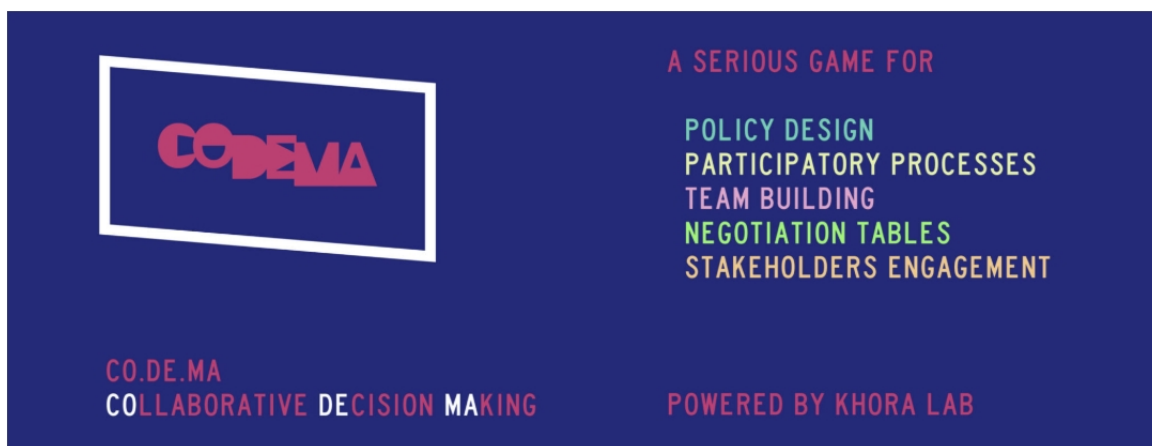 CODEMA
CO.DE.MA
COLLABORATIVE DECISION MAKING
A SERIOUS GAME FOR
POLICY DESIGN
PARTICIPATORY PROCESSES
TEAM BUILDING
NEGOTIATION TABLES
STAKEHOLDERS ENGAGEMENT
POWERED BY KHORA LAB